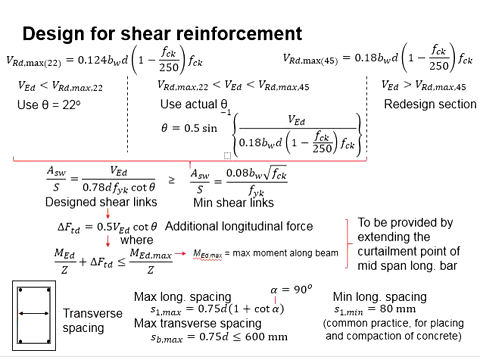 Design for shear reinforcement
V_Rd,max(22) = 0.124b_w d (1 − f_ck/250) f_ck
V_Rd,max(45) = 0.18b_w d (1 − f_ck/250) f_ck
V_Ed < V_Rd,max,22
V_Rd,max,22 < V_Ed < V_Rd,max,45
V_Ed > V_Rd,max,45
Use θ = 22º
Use actual θ
Redesign section
θ = 0.5 sin⁻¹ {V_Ed / (0.18b_w d (1 − f_ck/250) f_ck)}
A_sw/S = V_Ed / (0.78d f_yk cot θ) ≥ A_sw/S = 0.08b_w √f_ck / f_yk
Designed shear links
Min shear links
ΔF_td = 0.5V_Ed cot θ Additional longitudinal force
where
M_Ed/Z + ΔF_td ≤ M_Ed,max/Z
M_Ed,max = max moment along beam
To be provided by
extending the
curtailment point of
mid span long. bar
Transverse
spacing
α = 90º
Max long. spacing
s_1,max = 0.75d(1 + cot α)
Max transverse spacing
s_b,max = 0.75d ≤ 600 mm
Min long. spacing
s_1,min = 80 mm
(common practice, for placing
and compaction of concrete)